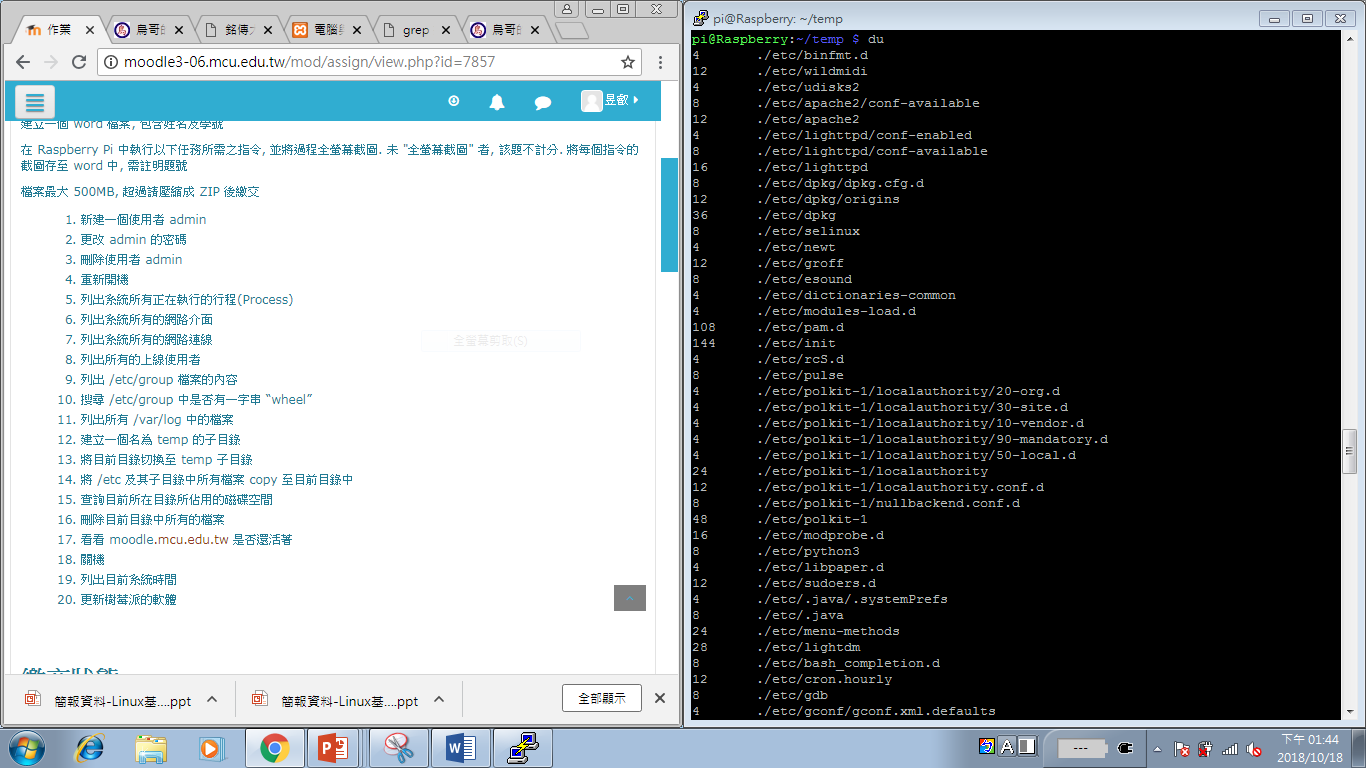 作業
鳥哥的
銘傳大
電腦
grep
鳥哥的
moodle3-06.mcu.edu.tw/mod/assign/view.php?id=7857
昱叡
建立一個 word 檔案, 包含姓名及學號
在 Raspberry Pi 中執行以下任務所需之指令, 並將過程全螢幕截圖. 未 "全螢幕截圖" 者, 該題不計分. 將每個指令的
截圖存至 word 中, 需註明題號
檔案最大 500MB, 超過請壓縮成 ZIP 後繳交
1. 新建一個使用者 admin
2. 更改 admin 的密碼
3. 刪除使用者 admin
4. 重新開機
5. 列出系統所有正在執行的行程(Process)
6. 列出系統所有的網路介面
7. 列出系統所有的網路連線
8. 列出所有的上線使用者
9. 列出 /etc/group 檔案的內容
10. 搜尋 /etc/group 中是否有一字串 “wheel”
11. 列出所有 /var/log 中的檔案
12. 建立一個名為 temp 的子目錄
13. 將目前目錄切換至 temp 子目錄
14. 將 /etc 及其子目錄中所有檔案 copy 至目前目錄中
15. 查詢目前所在目錄所佔用的磁碟空間
16. 刪除目前目錄中所有的檔案
17. 看看 moodle.mcu.edu.tw 是否還活著
18. 關機
19. 列出目前系統時間
20. 更新樹莓派的軟體
全螢幕截取(S)
繳交狀態
簡報資料-Linux基....ppt
簡報資料-Linux基....ppt
全部顯示
pi@Raspberry: ~/temp
pi@Raspberry:~/temp $ du
4 ./etc/binfmt.d
12 ./etc/wildmidi
4 ./etc/udisks2
8 ./etc/apache2/conf-available
12 ./etc/apache2
4 ./etc/lighttpd/conf-enabled
8 ./etc/lighttpd/conf-available
16 ./etc/lighttpd
8 ./etc/dpkg/dpkg.cfg.d
12 ./etc/dpkg/origins
36 ./etc/dpkg
8 ./etc/selinux
4 ./etc/newt
12 ./etc/groff
8 ./etc/esound
4 ./etc/dictionaries-common
4 ./etc/modules-load.d
108 ./etc/pam.d
144 ./etc/init
4 ./etc/rcS.d
8 ./etc/pulse
4 ./etc/polkit-1/localauthority/20-org.d
4 ./etc/polkit-1/localauthority/30-site.d
4 ./etc/polkit-1/localauthority/10-vendor.d
4 ./etc/polkit-1/localauthority/90-mandatory.d
4 ./etc/polkit-1/localauthority/50-local.d
24 ./etc/polkit-1/localauthority
12 ./etc/polkit-1/localauthority.conf.d
8 ./etc/polkit-1/nullbackend.conf.d
48 ./etc/polkit-1
16 ./etc/modprobe.d
8 ./etc/python3
4 ./etc/libpaper.d
12 ./etc/sudoers.d
4 ./etc/.java/.systemPrefs
8 ./etc/.java
24 ./etc/menu-methods
28 ./etc/lightdm
8 ./etc/bash_completion.d
12 ./etc/cron.hourly
8 ./etc/gdb
4 ./etc/gconf/gconf.xml.defaults
A
---
下午 01:44
2018/10/18